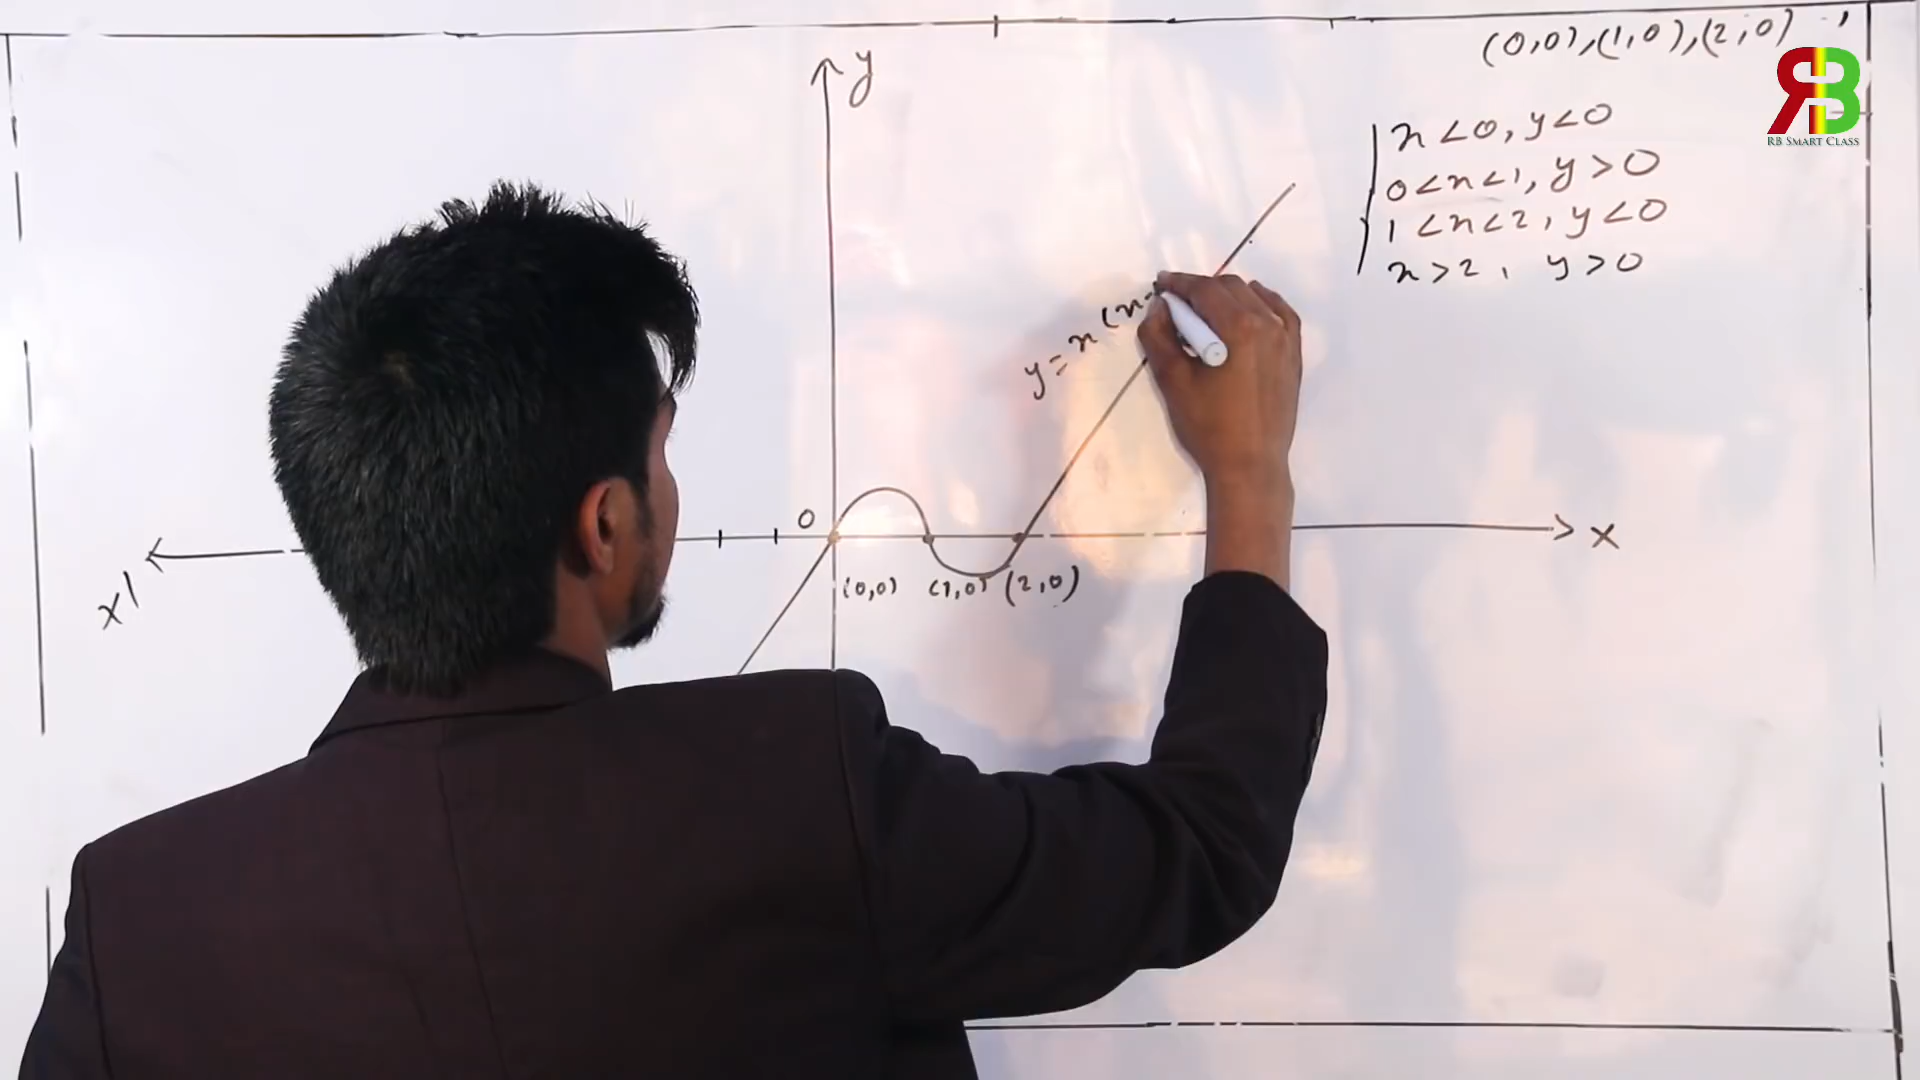 (0,0),(1,0),(2,0)
RB SMART CLASS
x<0, y<0
0<x<1, y>0
1<x<2, y<0
x>2, y>0
y
y=x(x-
0
x
x'
(0,0) (1,0) (2,0)